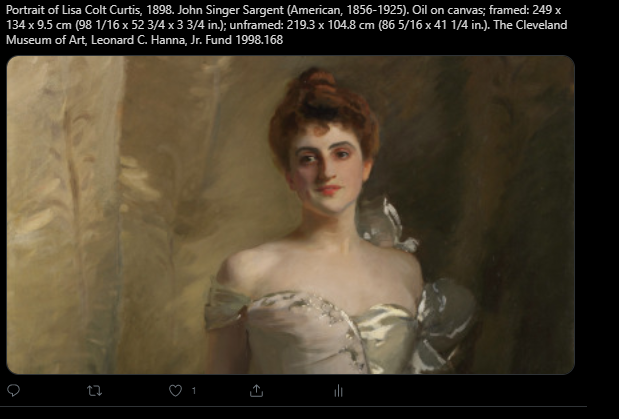 Portrait of Lisa Colt Curtis, 1898. John Singer Sargent (American, 1856-1925). Oil on canvas; framed: 249 x
134 x 9.5 cm (98 1/16 x 52 3/4 x 3 3/4 in.); unframed: 219.3 x 104.8 cm (86 5/16 x 41 1/4 in.). The Cleveland
Museum of Art, Leonard C. Hanna, Jr. Fund 1998.168
1